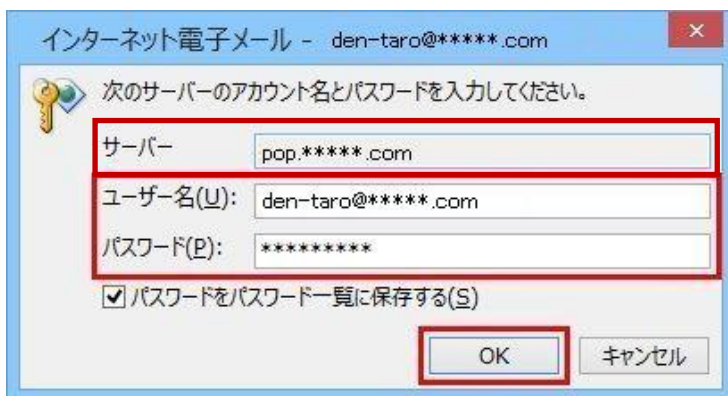 インターネット電子メール - den-taro@*****.com
次のサーバーのアカウント名とパスワードを入力してください。
サーバー pop.*****.com
ユーザー名(U): den-taro@*****.com
パスワード(P): *********
パスワードをパスワード一覧に保存する(S)
OK キャンセル